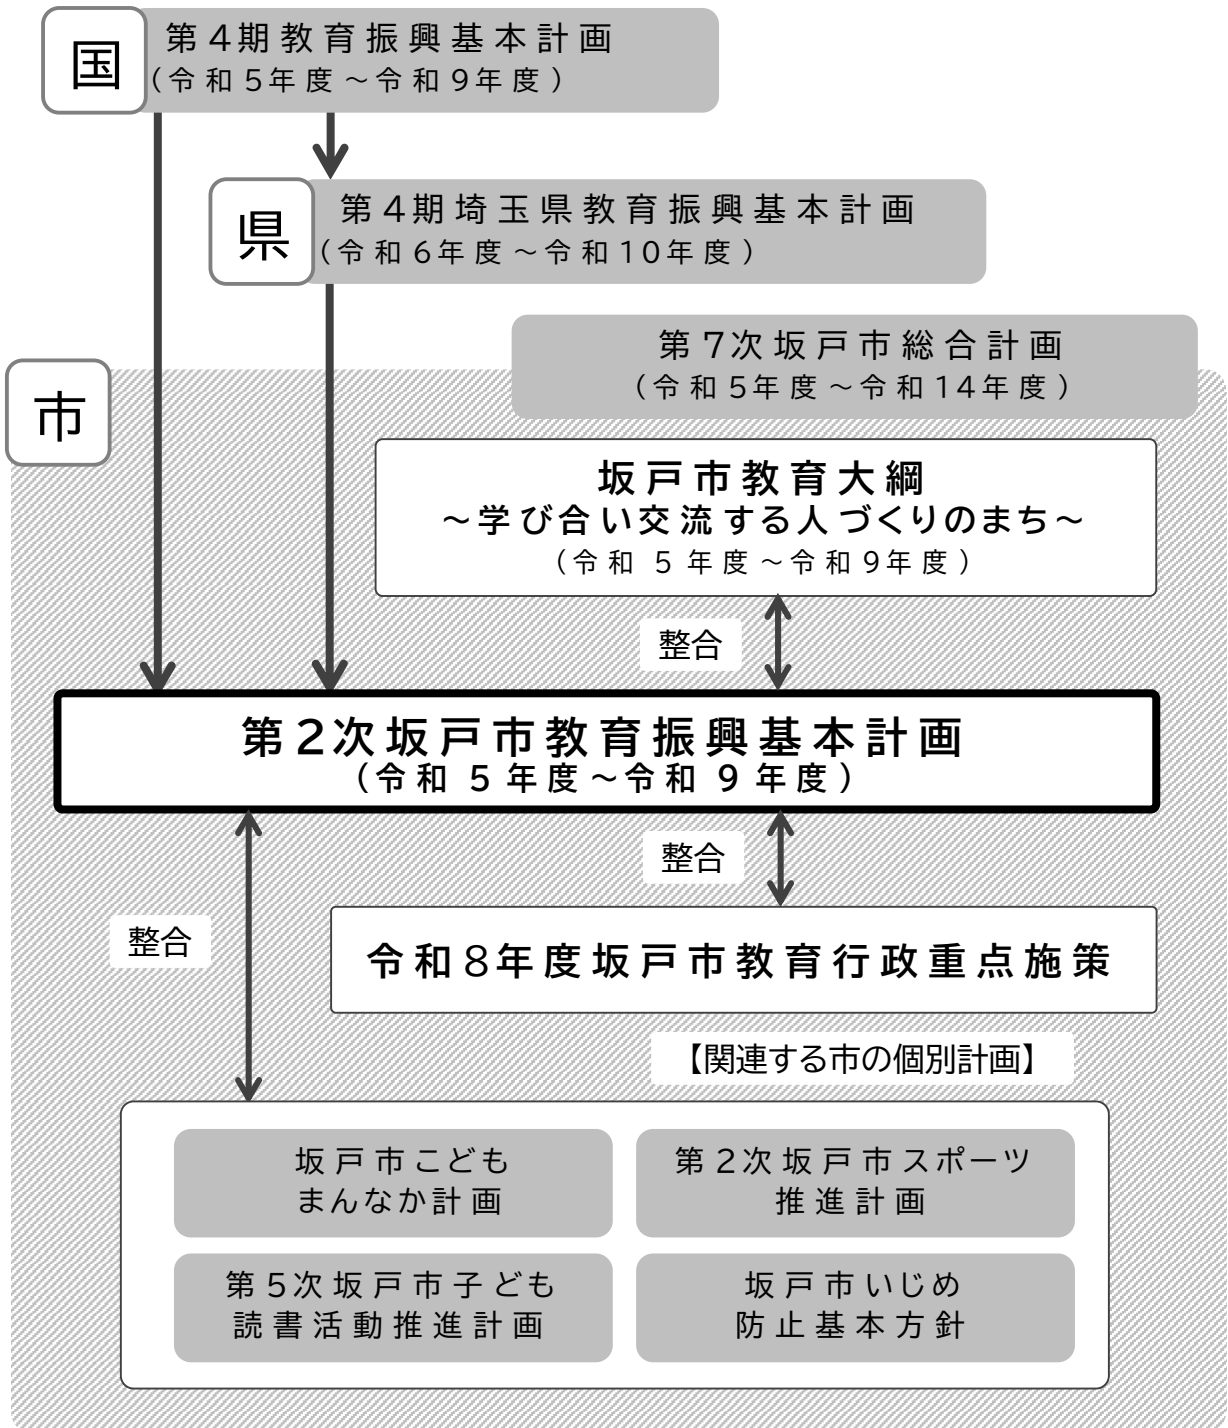 国
第4期教育振興基本計画
(令和5年度～令和9年度)
県
第4期埼玉県教育振興基本計画
(令和6年度～令和10年度)
第7次坂戸市総合計画
(令和5年度～令和14年度)
市
坂戸市教育大綱
～学び合い交流する人づくりのまち～
(令和5年度～令和9年度)
整合
第2次坂戸市教育振興基本計画
(令和5年度～令和9年度)
整合
整合
令和8年度坂戸市教育行政重点施策
【関連する市の個別計画】
坂戸市こども
まんなか計画
第2次坂戸市スポーツ
推進計画
第5次坂戸市子ども
読書活動推進計画
坂戸市いじめ
防止基本方針